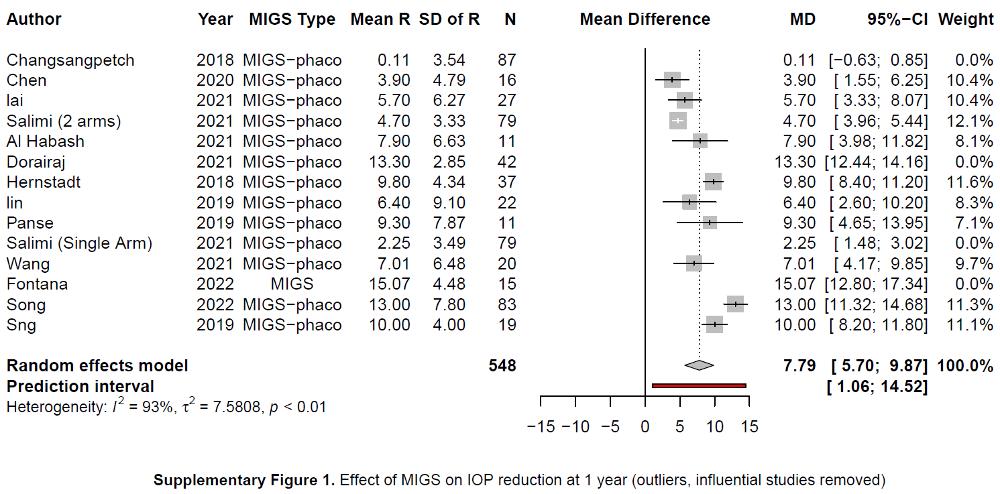 Author Year MIGS Type Mean R SD of R N Mean Difference MD 95%−CI Weight
Changsangpetch 2018 MIGS−phaco 0.11 3.54 87 0.11 [−0.63; 0.85] 0.0%
Chen 2020 MIGS−phaco 3.90 4.79 16 3.90 [ 1.55; 6.25] 10.4%
lai 2021 MIGS−phaco 5.70 6.27 27 5.70 [ 3.33; 8.07] 10.4%
Salimi (2 arms) 2021 MIGS−phaco 4.70 3.33 79 4.70 [ 3.96; 5.44] 12.1%
Al Habash 2021 MIGS−phaco 7.90 6.63 11 7.90 [ 3.98; 11.82] 8.1%
Dorairaj 2021 MIGS−phaco 13.30 2.85 42 13.30 [12.44; 14.16] 0.0%
Hernstadt 2018 MIGS−phaco 9.80 4.34 37 9.80 [ 8.40; 11.20] 11.6%
lin 2019 MIGS−phaco 6.40 9.10 22 6.40 [ 2.60; 10.20] 8.3%
Panse 2019 MIGS−phaco 9.30 7.87 11 9.30 [ 4.65; 13.95] 7.1%
Salimi (Single Arm) 2021 MIGS−phaco 2.25 3.49 79 2.25 [ 1.48; 3.02] 0.0%
Wang 2021 MIGS−phaco 7.01 6.48 20 7.01 [ 4.17; 9.85] 9.7%
Fontana 2022 MIGS 15.07 4.48 15 15.07 [12.80; 17.34] 0.0%
Song 2022 MIGS−phaco 13.00 7.80 83 13.00 [11.32; 14.68] 11.3%
Sng 2019 MIGS−phaco 10.00 4.00 19 10.00 [ 8.20; 11.80] 11.1%
Random effects model 548 7.79 [ 5.70; 9.87] 100.0%
Prediction interval [ 1.06; 14.52]
Heterogeneity: I² = 93%, τ² = 7.5808, p < 0.01
−15 −10 −5 0 5 10 15
Supplementary Figure 1. Effect of MIGS on IOP reduction at 1 year (outliers, influential studies removed)